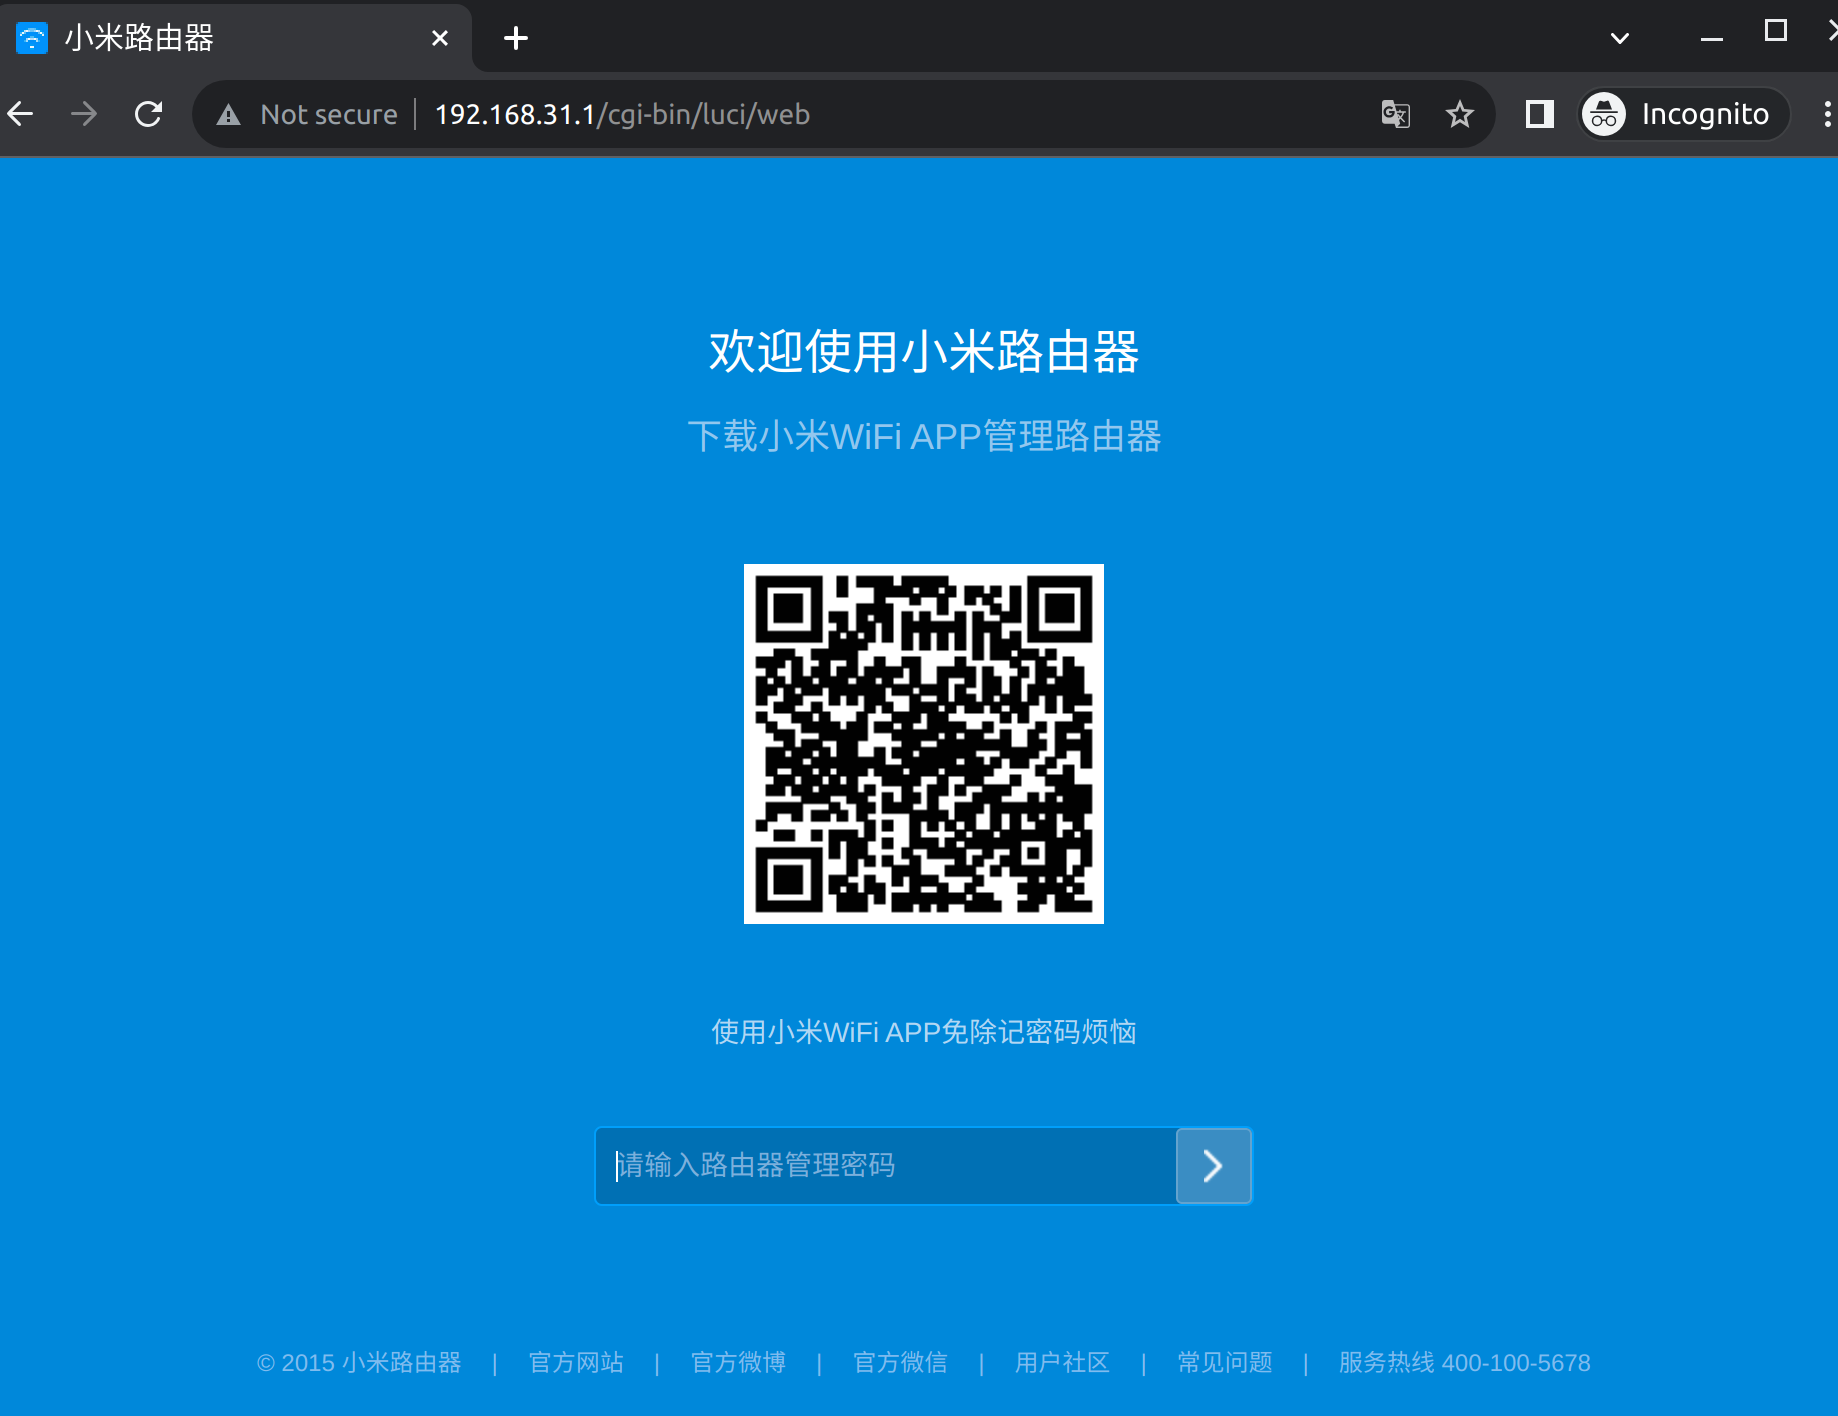 小米路由器
Not secure
192.168.31.1/cgi-bin/luci/web
Incognito
欢迎使用小米路由器
下载小米WiFi APP管理路由器
使用小米WiFi APP免除记密码烦恼
请输入路由器管理密码
© 2015 小米路由器 | 官方网站 | 官方微博 | 官方微信 | 用户社区 | 常见问题 | 服务热线 400-100-5678